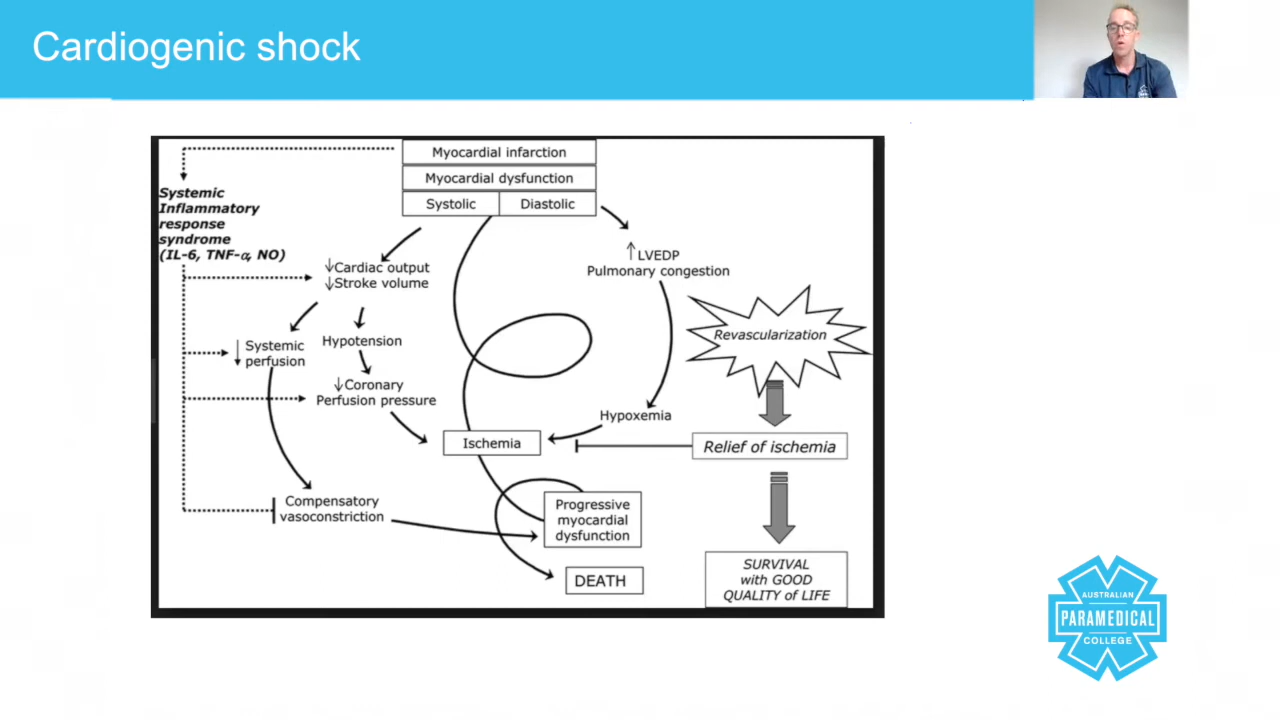 Cardiogenic shock
Myocardial infarction
Myocardial dysfunction
Systolic
Diastolic
Systemic
Inflammatory
response
syndrome
(IL-6, TNF-α, NO)
↓Cardiac output
↓Stroke volume
↑LVEDP
Pulmonary congestion
↓Systemic
perfusion
Hypotension
↓Coronary
Perfusion pressure
Revascularization
Hypoxemia
Ischemia
Relief of ischemia
Compensatory
vasoconstriction
Progressive
myocardial
dysfunction
DEATH
SURVIVAL
with GOOD
QUALITY of LIFE
AUSTRALIAN
PARAMEDICAL
COLLEGE